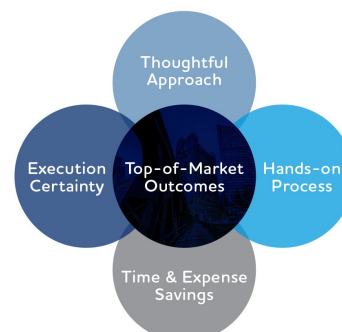 Thoughtful
Approach
Execution
Certainty
Top-of-Market
Outcomes
Hands-on
Process
Time & Expense
Savings